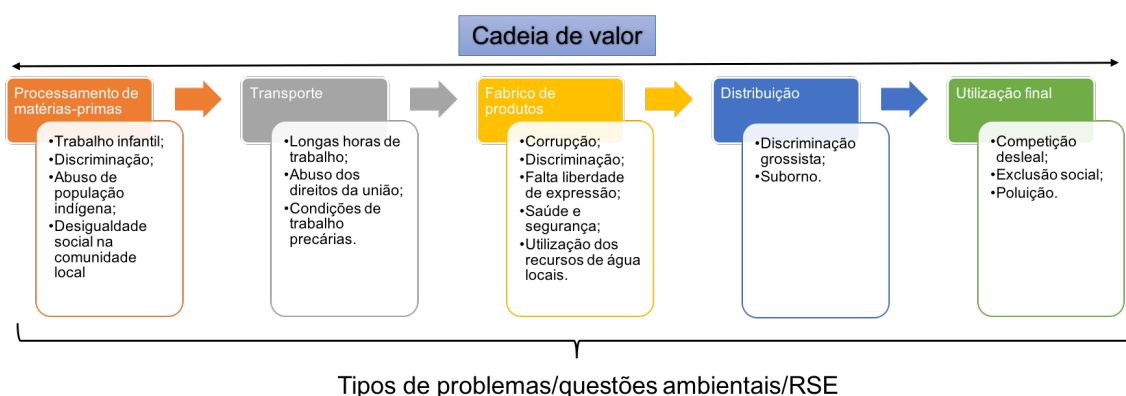 Cadeia de valor
Processamento de
matérias-primas
•Trabalho infantil;
•Discriminação;
•Abuso de
população
indígena;
•Desigualdade
social na
comunidade
local
Transporte
•Longas horas de
trabalho;
•Abuso dos
direitos da união;
•Condições de
trabalho
precárias.
Fabrico de
produtos
•Corrupção;
•Discriminação;
•Falta liberdade
de expressão;
•Saúde e
segurança;
•Utilização dos
recursos de água
locais.
Distribuição
•Discriminação
grossista;
•Suborno.
Utilização final
•Competição
desleal;
•Exclusão social;
•Poluição.
Tipos de problemas/questões ambientais/RSE